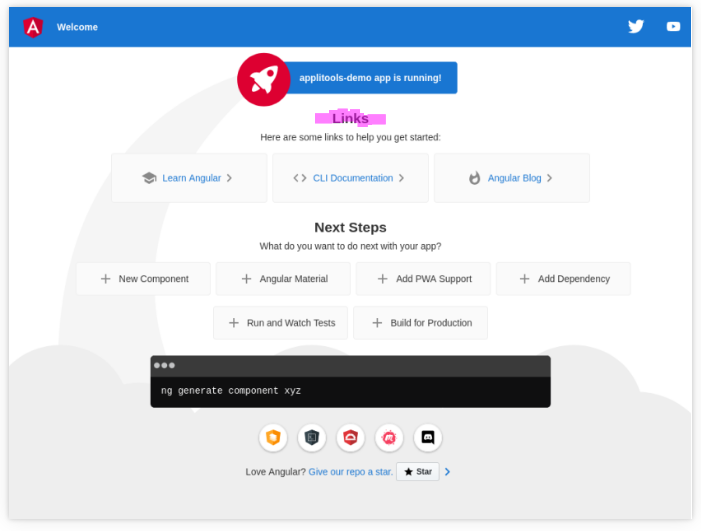 Welcome
applitools-demo app is running!
Links
Here are some links to help you get started:
Learn Angular
CLI Documentation
Angular Blog
Next Steps
What do you want to do next with your app?
New Component
Angular Material
Add PWA Support
Add Dependency
Run and Watch Tests
Build for Production
ng generate component xyz
Love Angular? Give our repo a star. Star